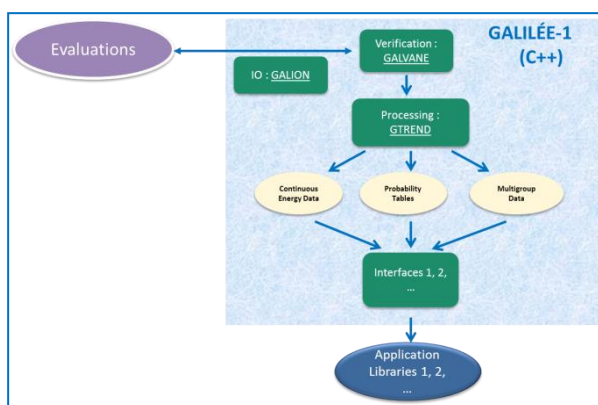 Evaluations
GALILÉE-1
(C++)
Verification :
GALVANE
IO : GALION
Processing :
GTREND
Continuous
Energy Data
Probability
Tables
Multigroup
Data
Interfaces 1, 2,
...
Application
Libraries 1, 2,
...